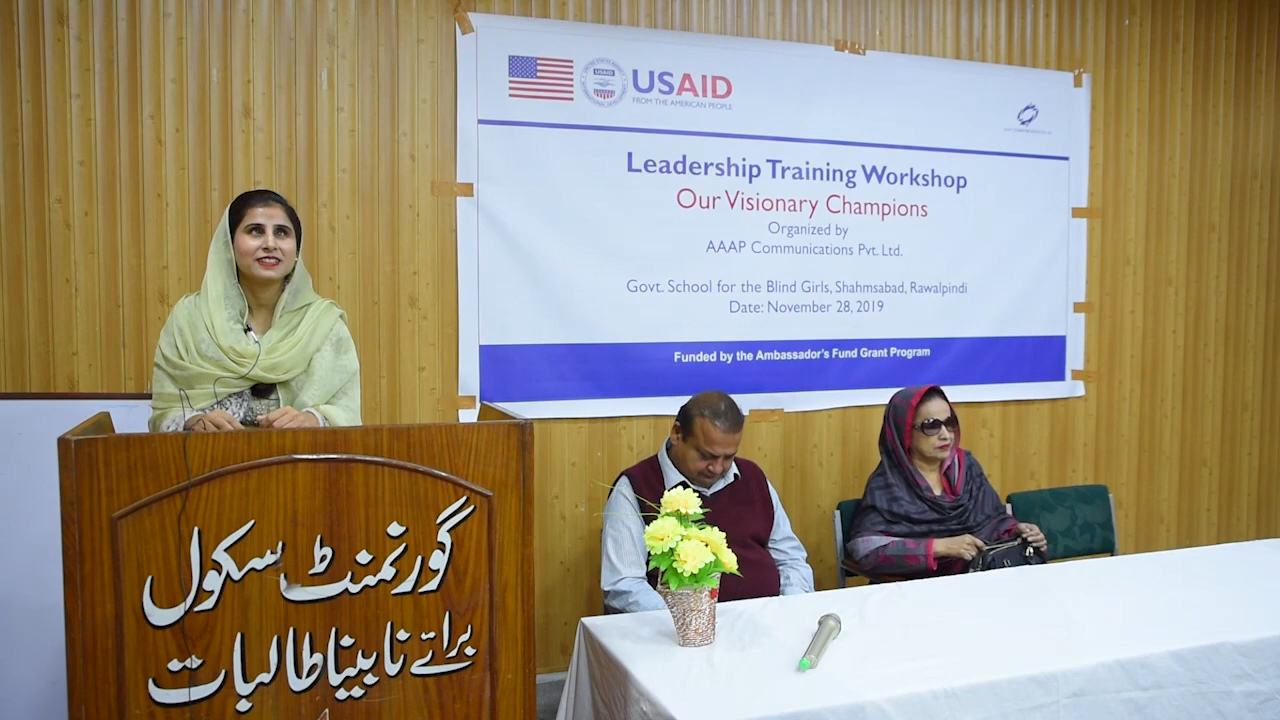 USAID
FROM THE AMERICAN PEOPLE
Leadership Training Workshop
Our Visionary Champions
Organized by
AAAP Communications Pvt. Ltd.
Govt. School for the Blind Girls, Shahmsabad, Rawalpindi
Date: November 28, 2019
Funded by the Ambassador's Fund Grant Program
گورنمنٹ سکول
برائے نابینا طالبات